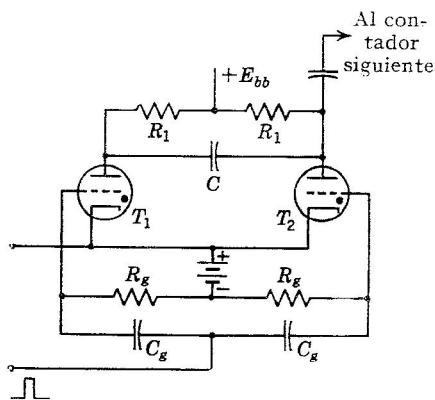 Al con-
tador
siguiente
+E_bb
R_1
R_1
C
T_1
T_2
+
−
R_g
R_g
C_g
C_g